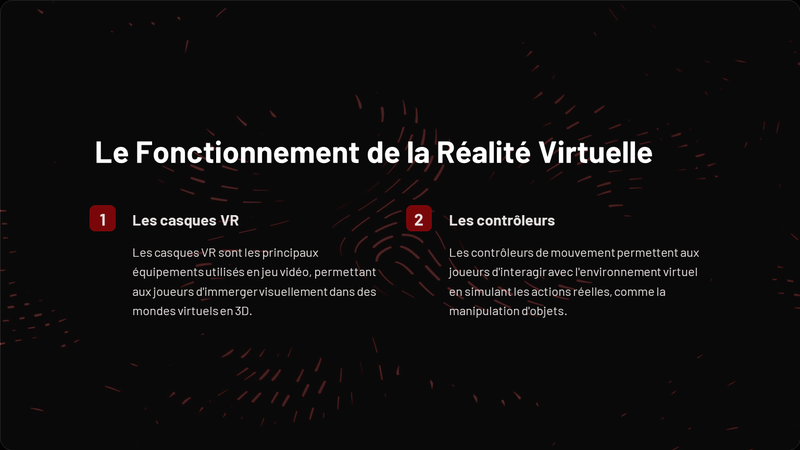 Le Fonctionnement de la Réalité Virtuelle
1
Les casques VR
Les casques VR sont les principaux
équipements utilisés en jeu vidéo, permettant
aux joueurs d'immerger visuellement dans des
mondes virtuels en 3D.
2
Les contrôleurs
Les contrôleurs de mouvement permettent aux
joueurs d'interagir avec l'environnement virtuel
en simulant les actions réelles, comme la
manipulation d'objets.